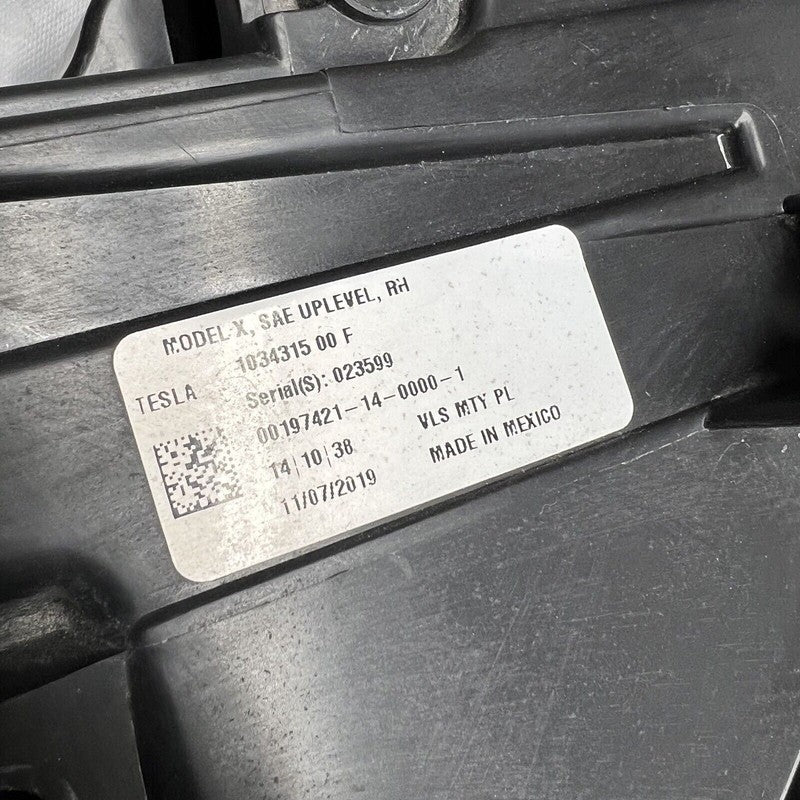 MODEL-X, SAE UPLEVEL, RH
1034315 00 F
TESLA
Serial(S): 023599
00197421-14-0000-1
14|10|38
VLS MTY PL
11/07/2019
MADE IN MEXICO